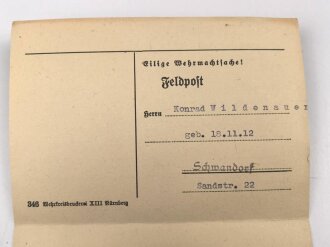 Eilige Wehrmachtsache!
Feldpost
Herrn Konrad Wildenauer
geb. 18.11.12
Schwandorf
Sandstr. 22
346 Wehrkreisdruckerei XIII Nürnberg